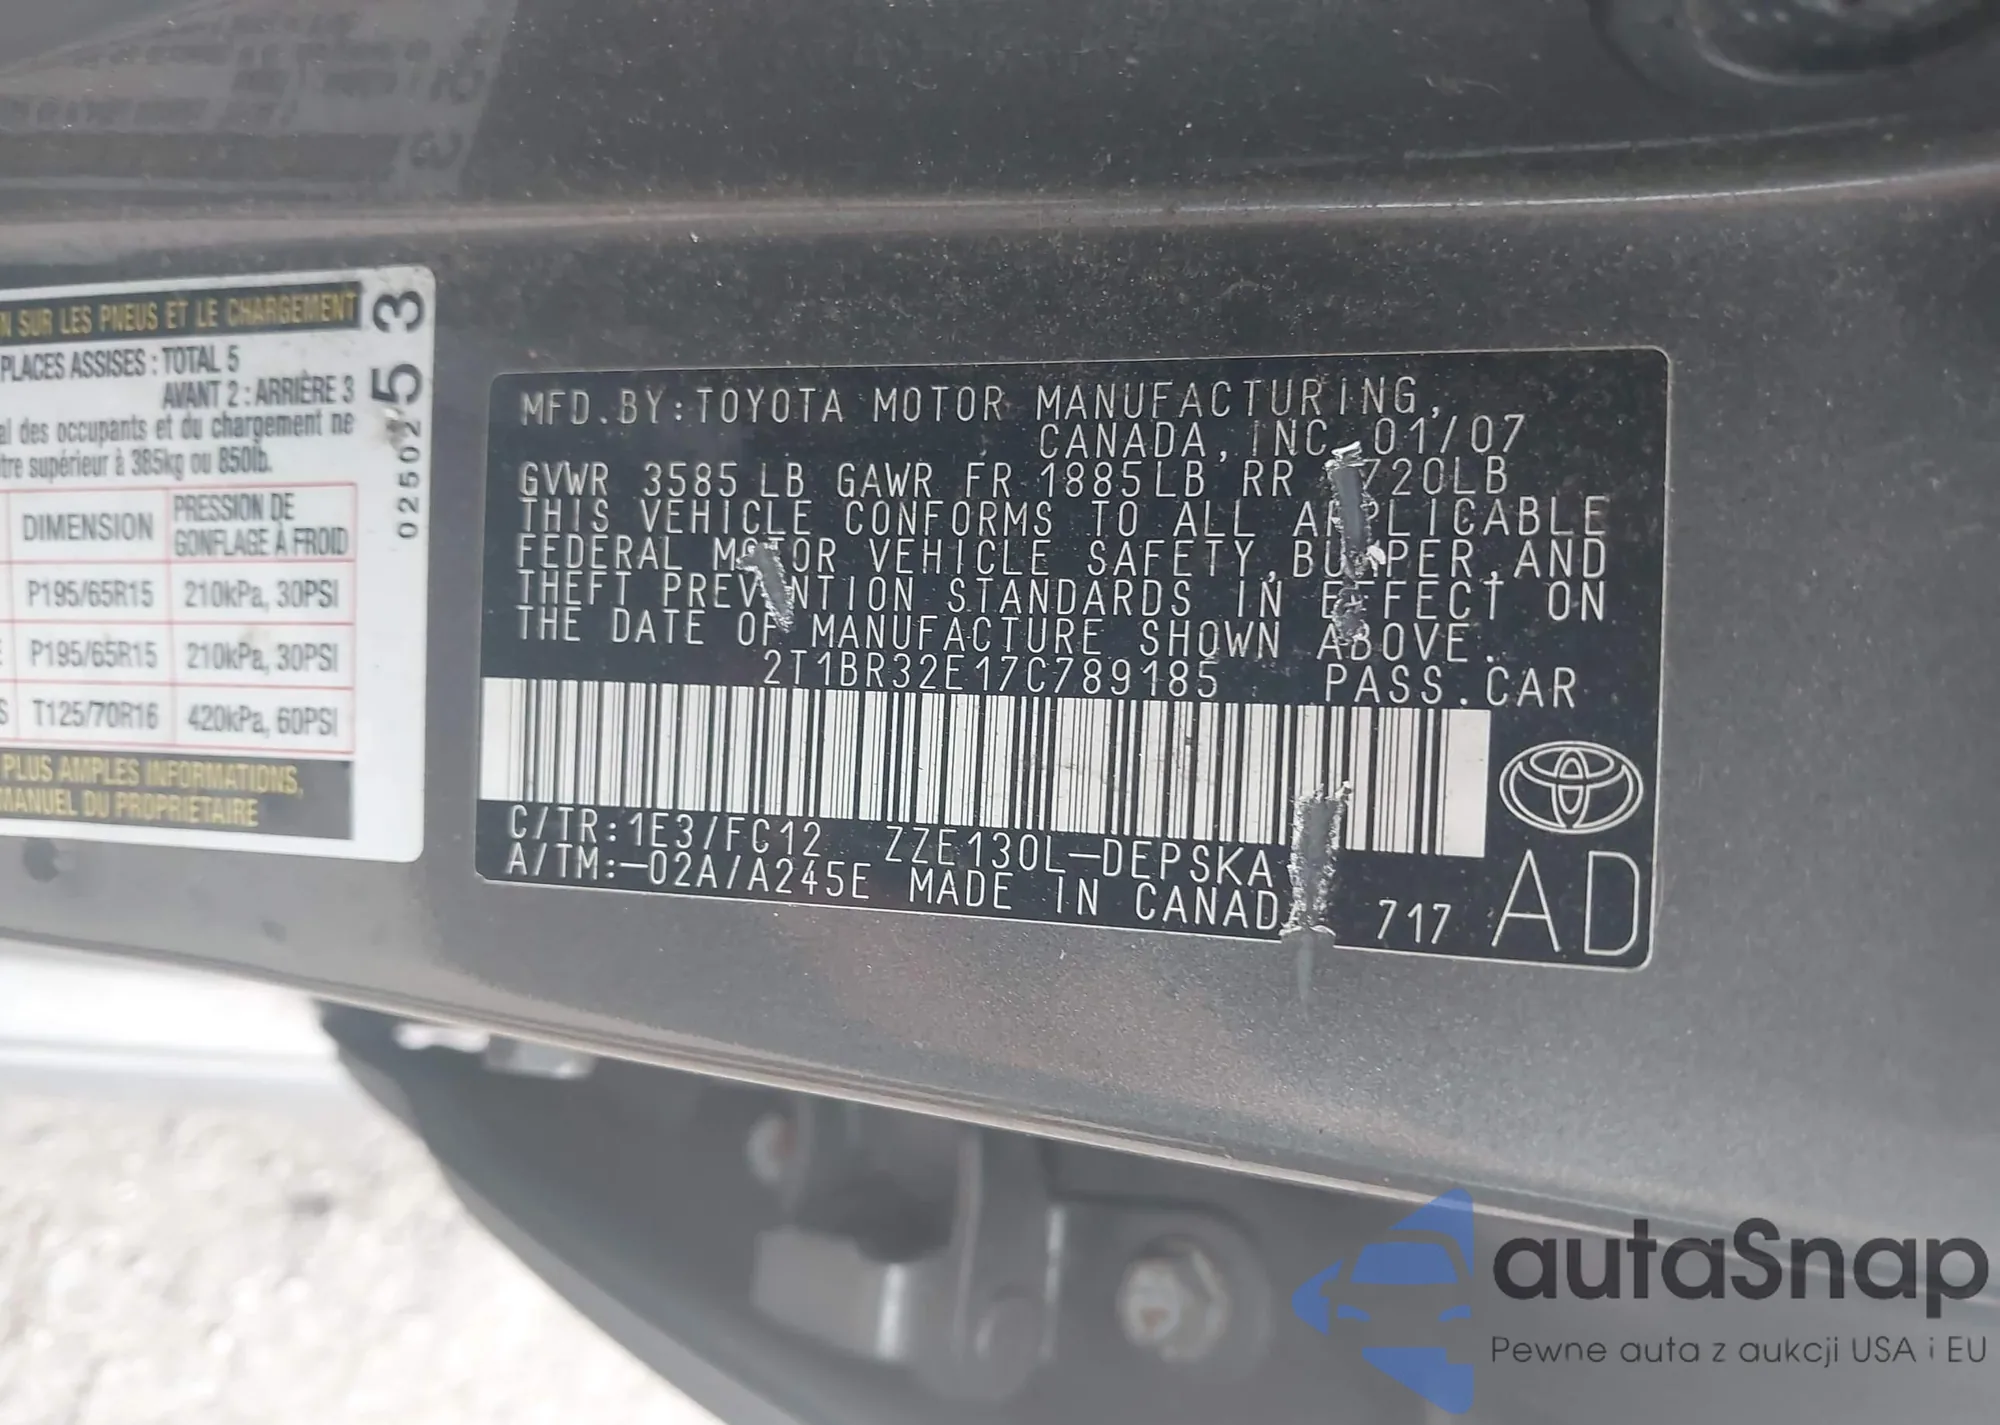 N SUR LES PNEUS ET LE CHARGEMENT
PLACES ASSISES : TOTAL 5
AVANT 2 : ARRIÈRE 3
al des occupants et du chargement ne
tre supérieur à 385kg ou 850lb.
DIMENSION PRESSION DE GONFLAGE À FROID
P195/65R15 210kPa, 30PSI
P195/65R15 210kPa, 30PSI
S T125/70R16 420kPa, 60PSI
PLUS AMPLES INFORMATIONS,
MANUEL DU PROPRIETAIRE
02502 53
MFD.BY:TOYOTA MOTOR MANUFACTURING,
CANADA, INC. 01/07
GVWR 3585LB GAWR FR 1885LB RR 720LB
THIS VEHICLE CONFORMS TO ALL APPLICABLE
FEDERAL MOTOR VEHICLE SAFETY, BUMPER, AND
THEFT PREVENTION STANDARDS IN EFFECT ON
THE DATE OF MANUFACTURE SHOWN ABOVE.
2T1BR32E17C789185 PASS.CAR
C/TR:1E3/FC12 ZZE130L-DEPSKA
A/TM:-02A/A245E MADE IN CANADA 717 AD
autaSnap
Pewne auta z aukcji USA i EU